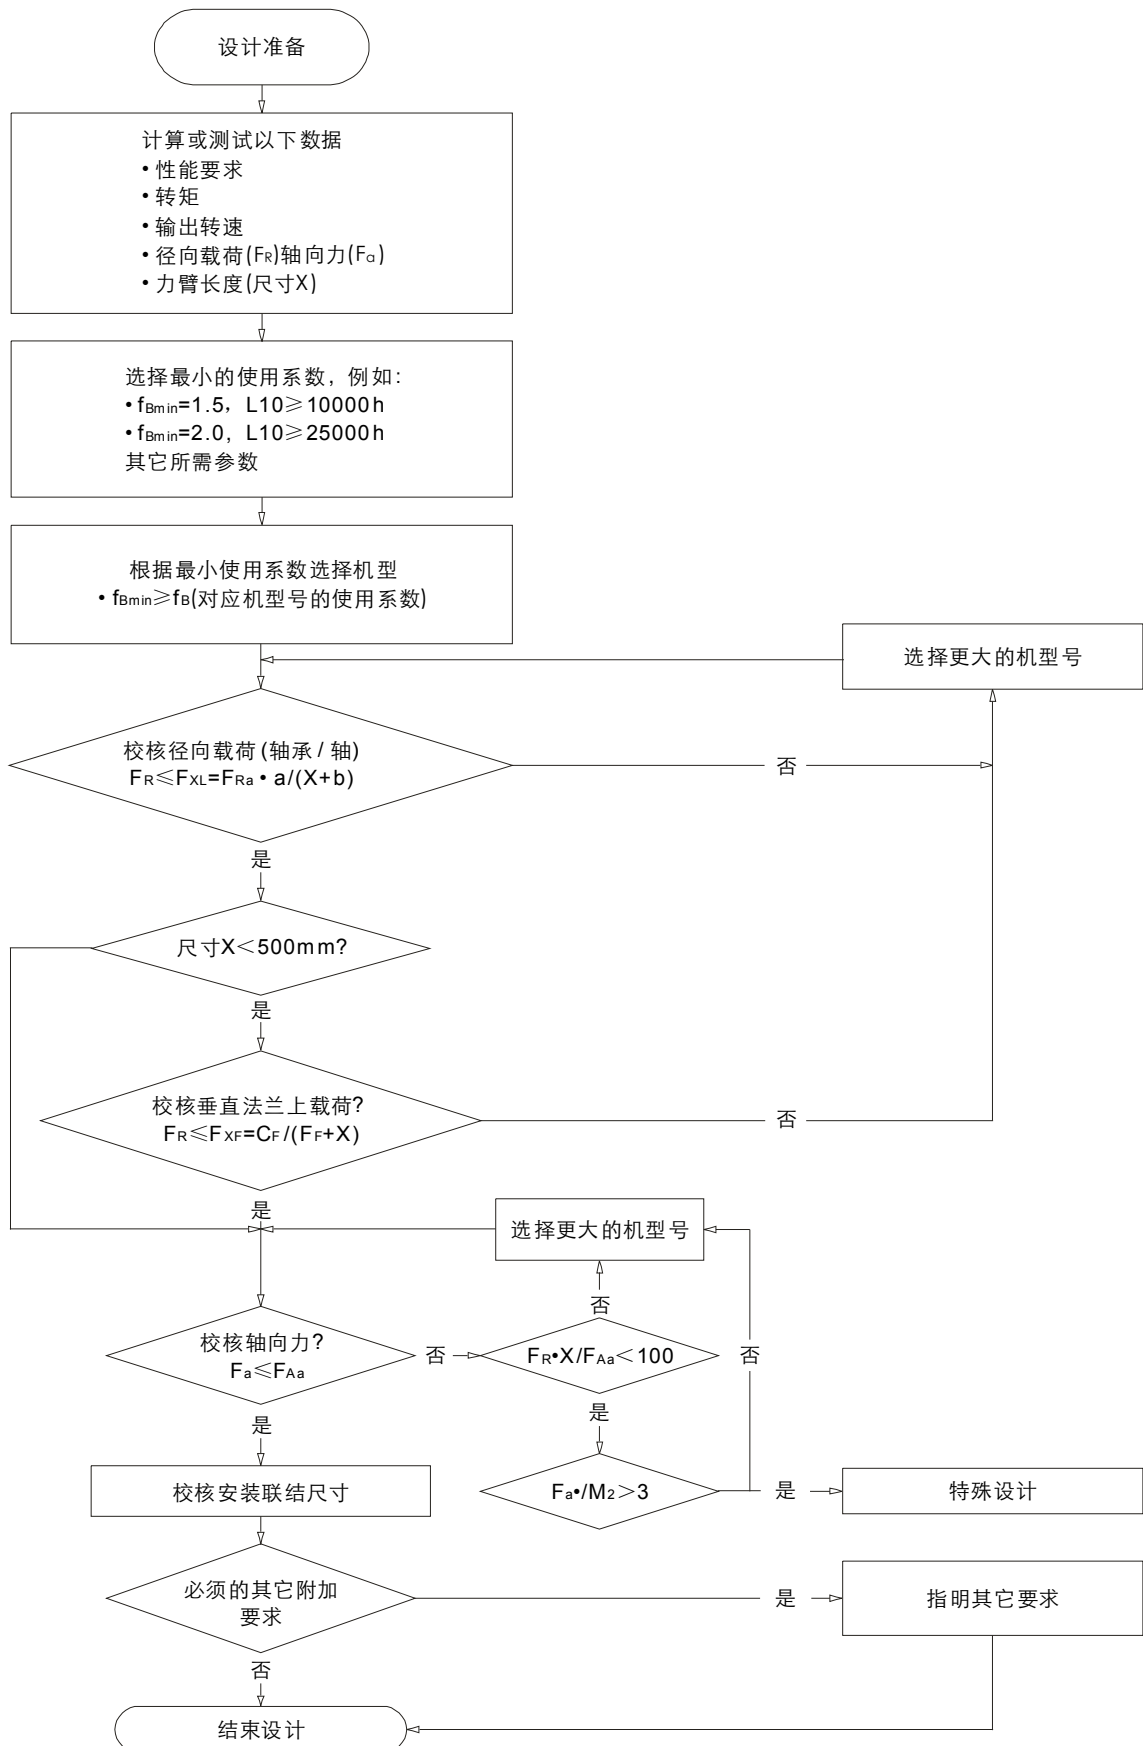 设计准备
计算或测试以下数据
•性能要求
•转矩
•输出转速
•径向载荷(FR)轴向力(Fa)
•力臂长度(尺寸X)
选择最小的使用系数，例如：
•fBmin=1.5，L10≥10000h
•fBmin=2.0，L10≥25000h
其它所需参数
根据最小使用系数选择机型
•fBmin≥fB(对应机型号的使用系数)
选择更大的机型号
校核径向载荷(轴承/轴)
FR≤FXL=FRa•a/(X+b)
否
是
尺寸X＜500mm?
是
校核垂直法兰上载荷?
FR≤FXF=CF/(FF+X)
否
是
选择更大的机型号
否
校核轴向力?
Fa≤FAa
否
FR•X/FAa＜100
否
是
是
校核安装联结尺寸
Fa•/M2＞3
是
特殊设计
必须的其它附加
要求
是
指明其它要求
否
结束设计